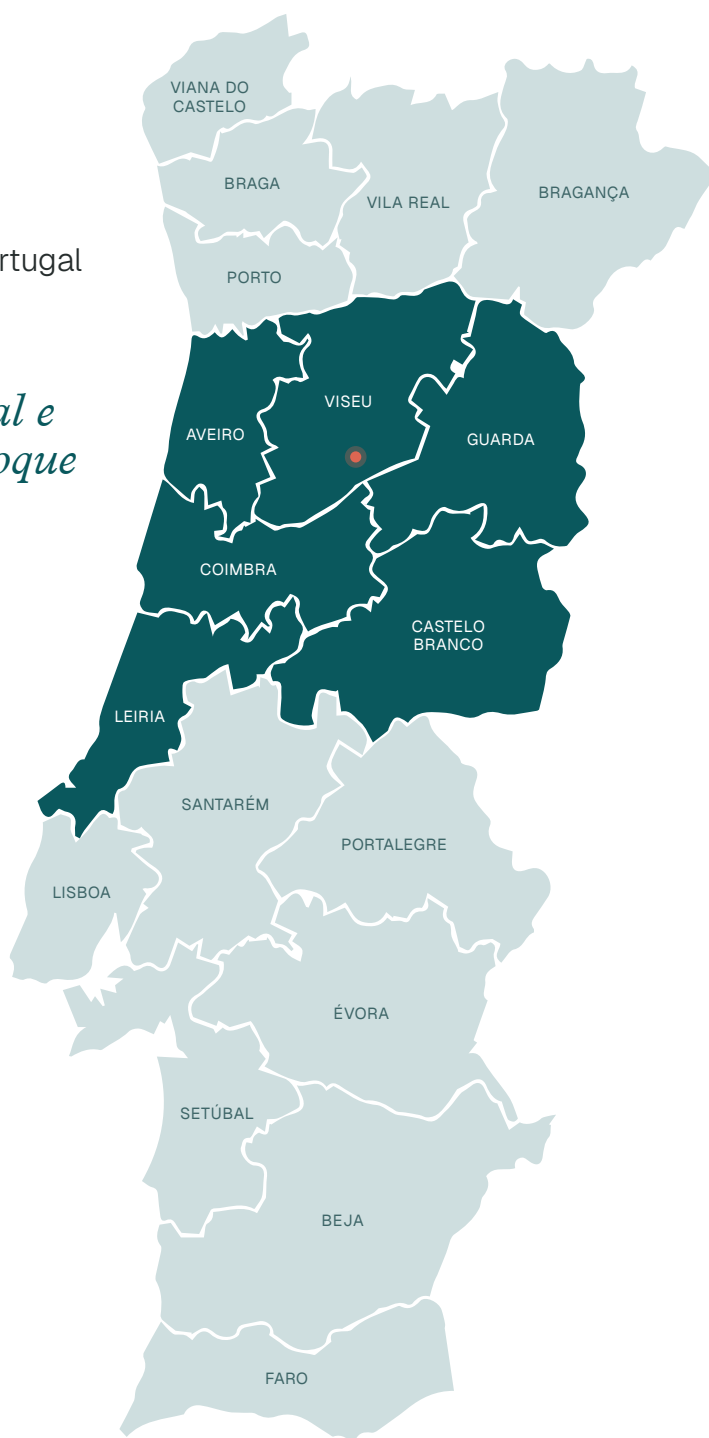 VIANA DO
CASTELO
BRAGA
VILA REAL
BRAGANÇA
rtugal
PORTO
al e
oque
VISEU
AVEIRO
GUARDA
COIMBRA
CASTELO
BRANCO
LEIRIA
SANTARÉM
PORTALEGRE
LISBOA
ÉVORA
SETÚBAL
BEJA
FARO